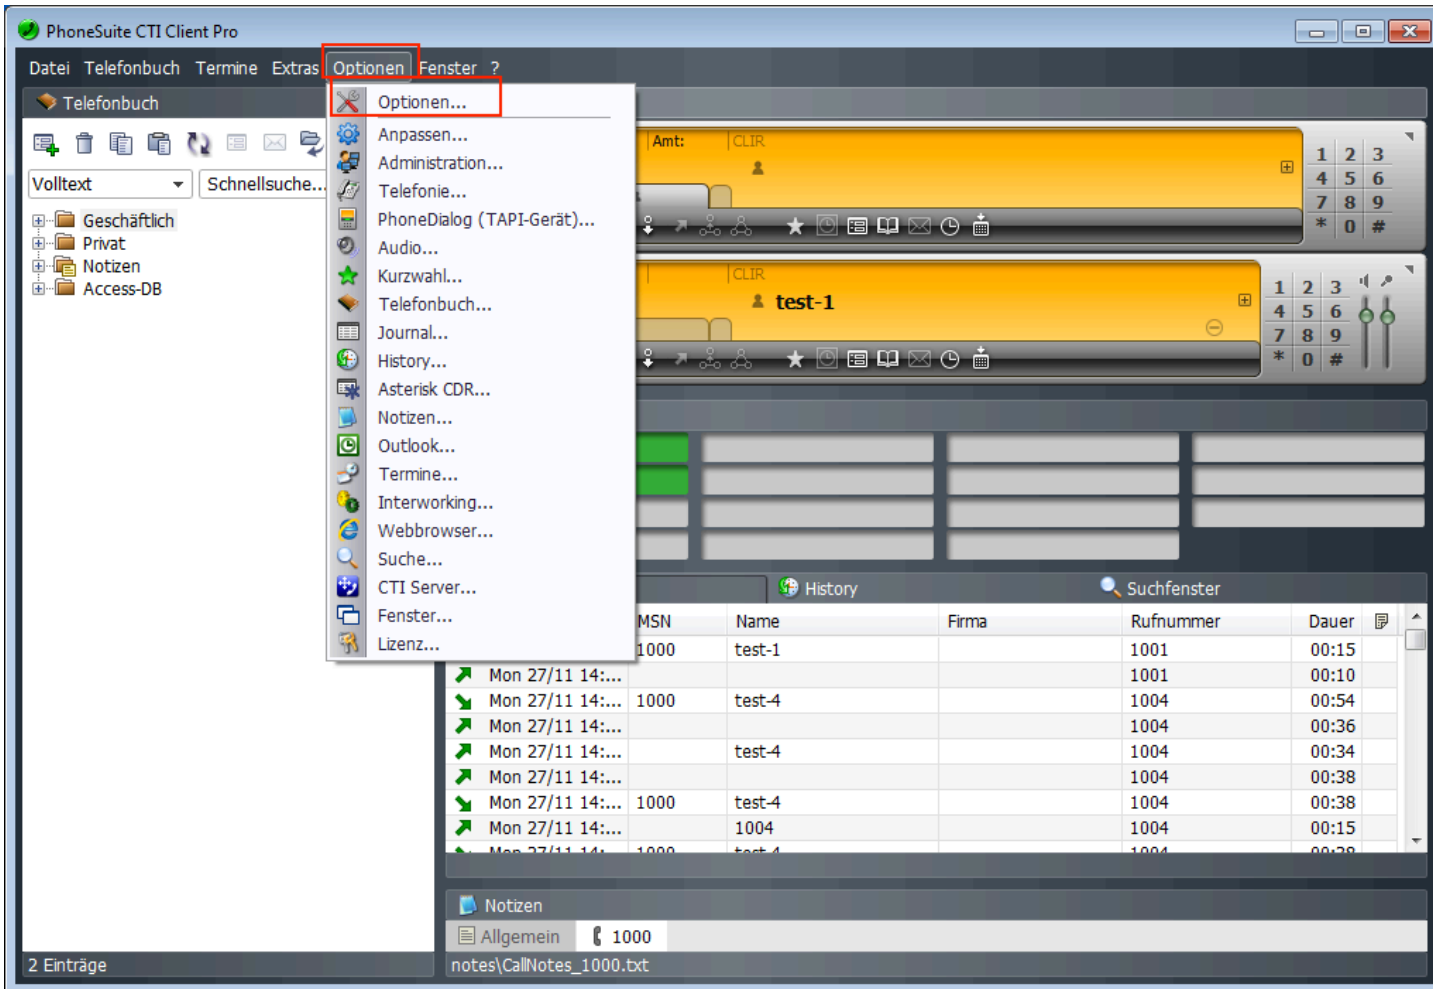 PhoneSuite CTI Client Pro
Datei Telefonbuch Termine Extras Optionen Fenster ?
Telefonbuch
Volltext Schnellsuche...
Geschäftlich
Privat
Notizen
Access-DB
2 Einträge
Optionen...
Anpassen...
Administration...
Telefonie...
PhoneDialog (TAPI-Gerät)...
Audio...
Kurzwahl...
Telefonbuch...
Journal...
History...
Asterisk CDR...
Notizen...
Outlook...
Termine...
Interworking...
Webbrowser...
Suche...
CTI Server...
Fenster...
Lizenz...
Amt: CLIR
1 2 3
4 5 6
7 8 9
* 0 #
CLIR
test-1
1 2 3
4 5 6
7 8 9
* 0 #
History Suchfenster
MSN Name Firma Rufnummer Dauer
1000 test-1 1001 00:15
Mon 27/11 14:... 1001 00:10
Mon 27/11 14:... 1000 test-4 1004 00:54
Mon 27/11 14:... 1004 00:36
Mon 27/11 14:... test-4 1004 00:34
Mon 27/11 14:... 1004 00:38
Mon 27/11 14:... 1000 test-4 1004 00:38
Mon 27/11 14:... 1004 1004 00:15
Notizen
Allgemein 1000
notes\CallNotes_1000.txt